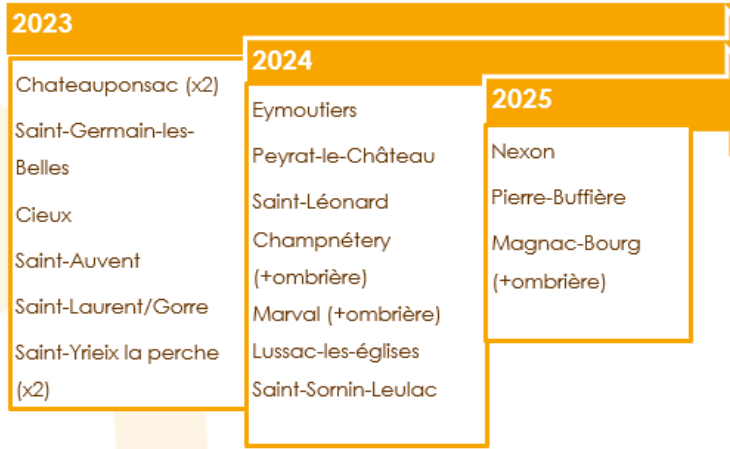 2023
Chateauponsac (x2)
Saint-Germain-les-
Belles
Cieux
Saint-Auvent
Saint-Laurent/Gorre
Saint-Yrieix la perche
(x2)
2024
Eymoutiers
Peyrat-le-Château
Saint-Léonard
Champnétery
(+ombrière)
Marval (+ombrière)
Lussac-les-églises
Saint-Sornin-Leulac
2025
Nexon
Pierre-Buffière
Magnac-Bourg
(+ombrière)